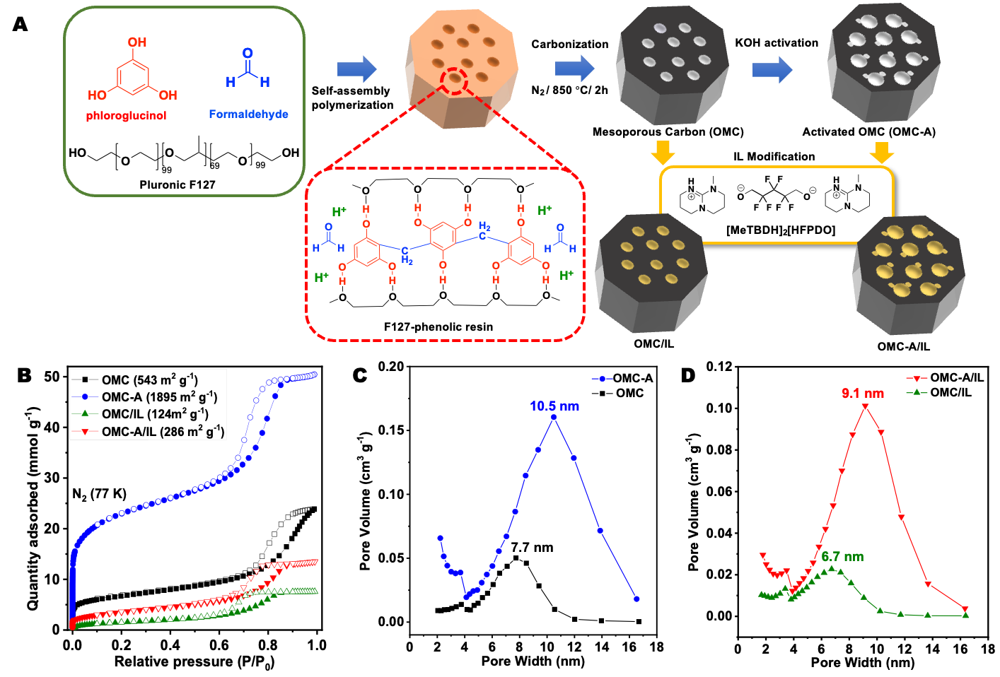 A
OH
HO
OH
phloroglucinol
O
H
H
Formaldehyde
HO
O
99
O
69
O
99
OH
Pluronic F127
Self-assembly
polymerization
Carbonization
N2 / 850 °C/ 2h
KOH activation
Mesoporous Carbon (OMC)
Activated OMC (OMC-A)
IL Modification
H
N
N
N
⊕
F F
⊖
O
O
⊖
F F F F
H
N
N
N
⊕
[MeTBDH]2[HFPDO]
OMC/IL
OMC-A/IL
O O O O
H H H H
H+
H+
O
O O
O
O
H H
H2
C
C
H2
O
H H
O O
O
O O
H+
H+
H H H H H
O O O O O
F127-phenolic resin
B
OMC (543 m2 g-1)
OMC-A (1895 m2 g-1)
OMC/IL (124m2 g-1)
OMC-A/IL (286 m2 g-1)
N2 (77 K)
Quantity adsorbed (mmol g-1)
50
40
30
20
10
0
0.0 0.2 0.4 0.6 0.8 1.0
Relative pressure (P/P0)
C
OMC-A
OMC
10.5 nm
7.7 nm
Pore Volume (cm3 g-1)
0.20
0.15
0.10
0.05
0.00
0 2 4 6 8 10 12 14 16 18
Pore Width (nm)
D
OMC-A/IL
OMC/IL
9.1 nm
6.7 nm
Pore Volume (cm3 g-1)
0.12
0.10
0.08
0.06
0.04
0.02
0.00
0 2 4 6 8 10 12 14 16 18
Pore Width (nm)